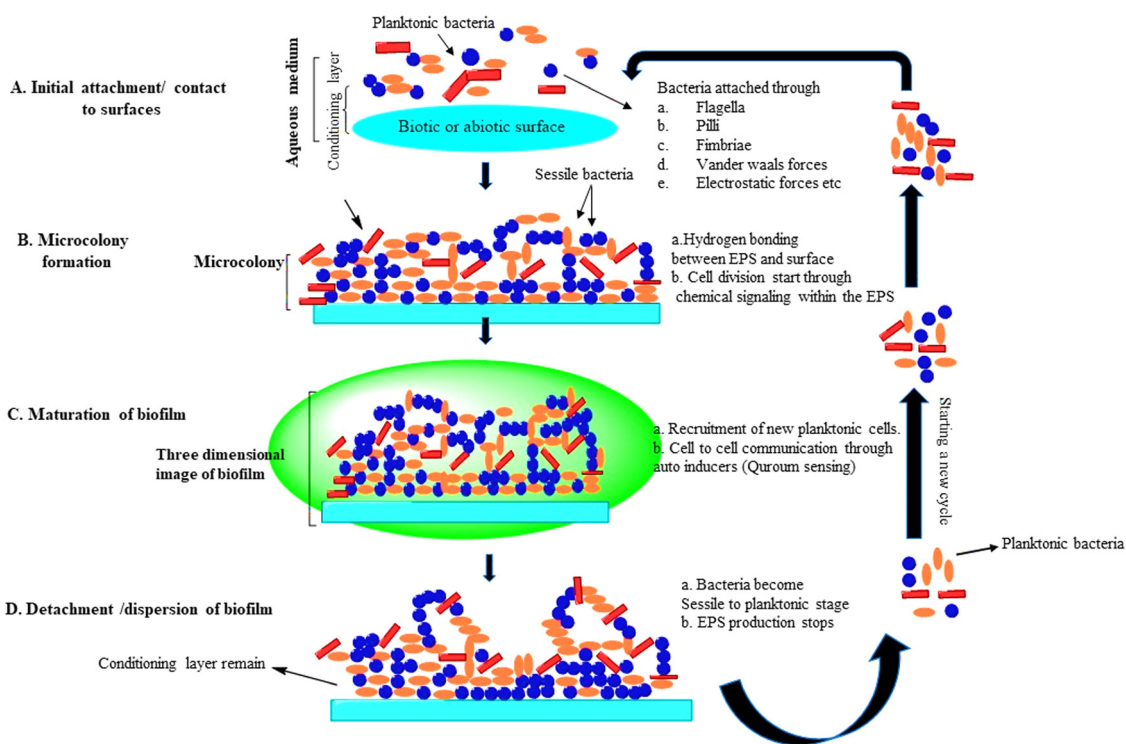 Planktonic bacteria
A. Initial attachment/ contact
to surfaces
Aqueous medium
Conditioning layer
Biotic or abiotic surface
Bacteria attached through
a. Flagella
b. Pilli
c. Fimbriae
d. Vander waals forces
e. Electrostatic forces etc
Sessile bacteria
B. Microcolony
formation
Microcolony
a.Hydrogen bonding
between EPS and surface
b. Cell division start through
chemical signaling within the EPS
C. Maturation of biofilm
Three dimensional
image of biofilm
a. Recruitment of new planktonic cells.
b. Cell to cell communication through
auto inducers (Quroum sensing)
Starting a new cycle
Planktonic bacteria
D. Detachment /dispersion of biofilm
a. Bacteria become
Sessile to planktonic stage
b. EPS production stops
Conditioning layer remain